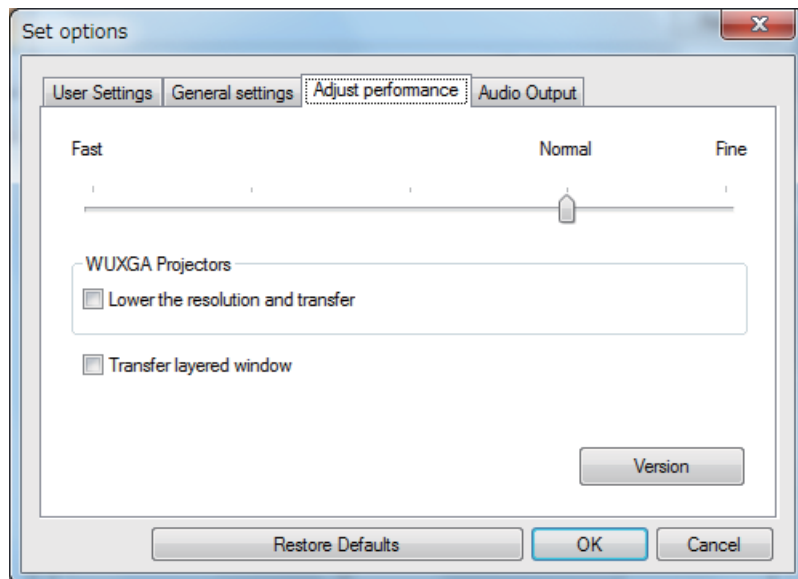 Set options
User Settings General settings Adjust performance Audio Output
Fast Normal Fine
WUXGA Projectors
Lower the resolution and transfer
Transfer layered window
Version
Restore Defaults OK Cancel